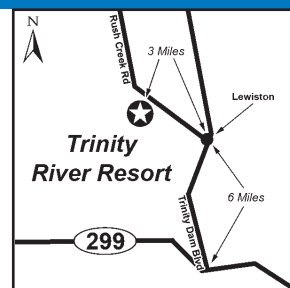 N
Rush Creek Rd
3 Miles
Lewiston
Trinity
River Resort
6 Miles
Trinity Dam Blvd
299